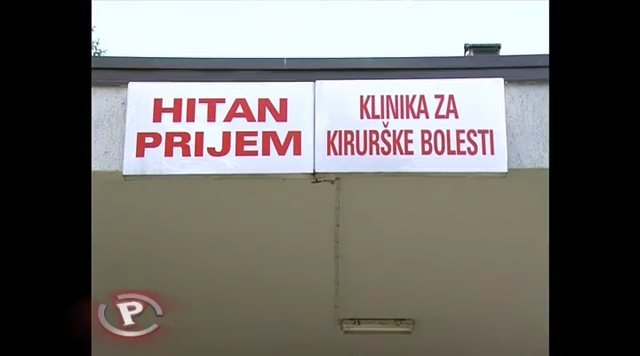 HITAN
PRIJEM
KLINIKA ZA
KIRURŠKE BOLESTI
P